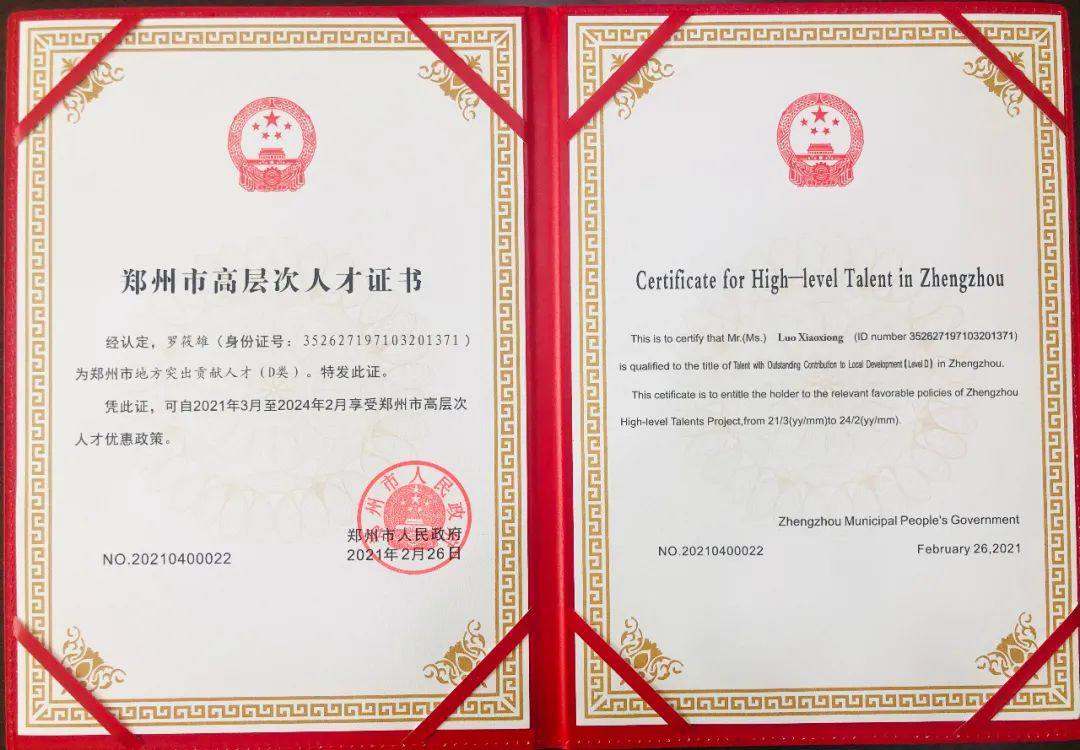 郑州市高层次人才证书
经认定，罗筱雄（身份证号：352627197103201371）
为郑州市地方突出贡献人才（D类）。特发此证。
凭此证，可自2021年3月至2024年2月享受郑州市高层次
人才优惠政策。
郑州市人民政府
郑州市人民政府
2021年2月26日
NO.20210400022
Certificate for High—level Talent in Zhengzhou
This is to certify that Mr.(Ms.) Luo Xiaoxiong (ID number 352627197103201371)
is qualified to the title of Talent with Outstanding Contribution to Local Development (Level D) in Zhengzhou.
This cetificate is to entitle the holder to the relevant favorable policies of Zhengzhou
High-level Talents Project,from 21/3(yy/mm)to 24/2(yy/mm).
Zhengzhou Municipal People's Government
NO.20210400022
February 26,2021